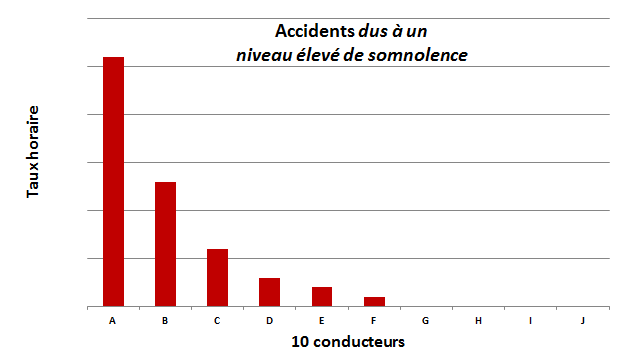 Accidents dus à un
niveau élevé de somnolence
Taux horaire
A B C D E F G H I J
10 conducteurs